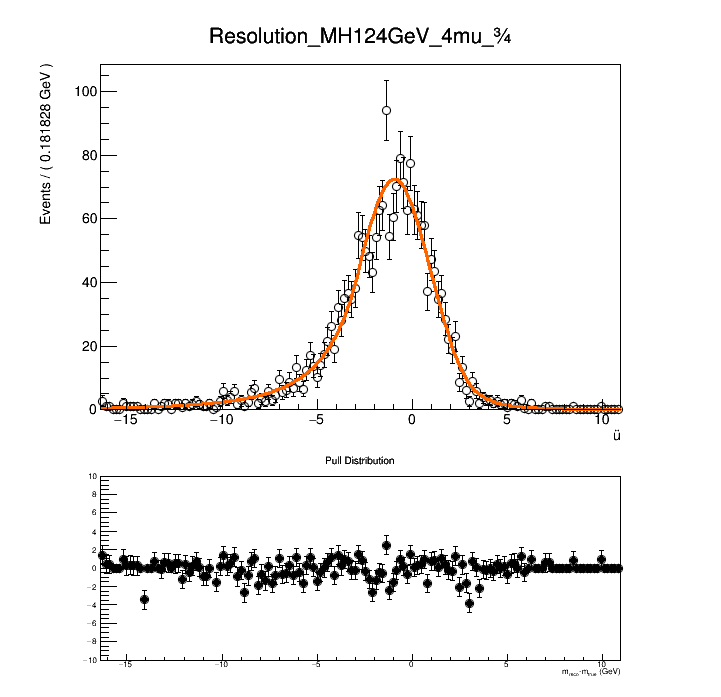 Resolution_MH124GeV_4mu_¾
Events / ( 0.181828 GeV )
100
80
60
40
20
0
−15 −10 −5 0 5 10
ü
Pull Distribution
10
8
6
4
2
0
−2
−4
−6
−8
−10
−15 −10 −5 0 5 10
m_reco-m_true (GeV)